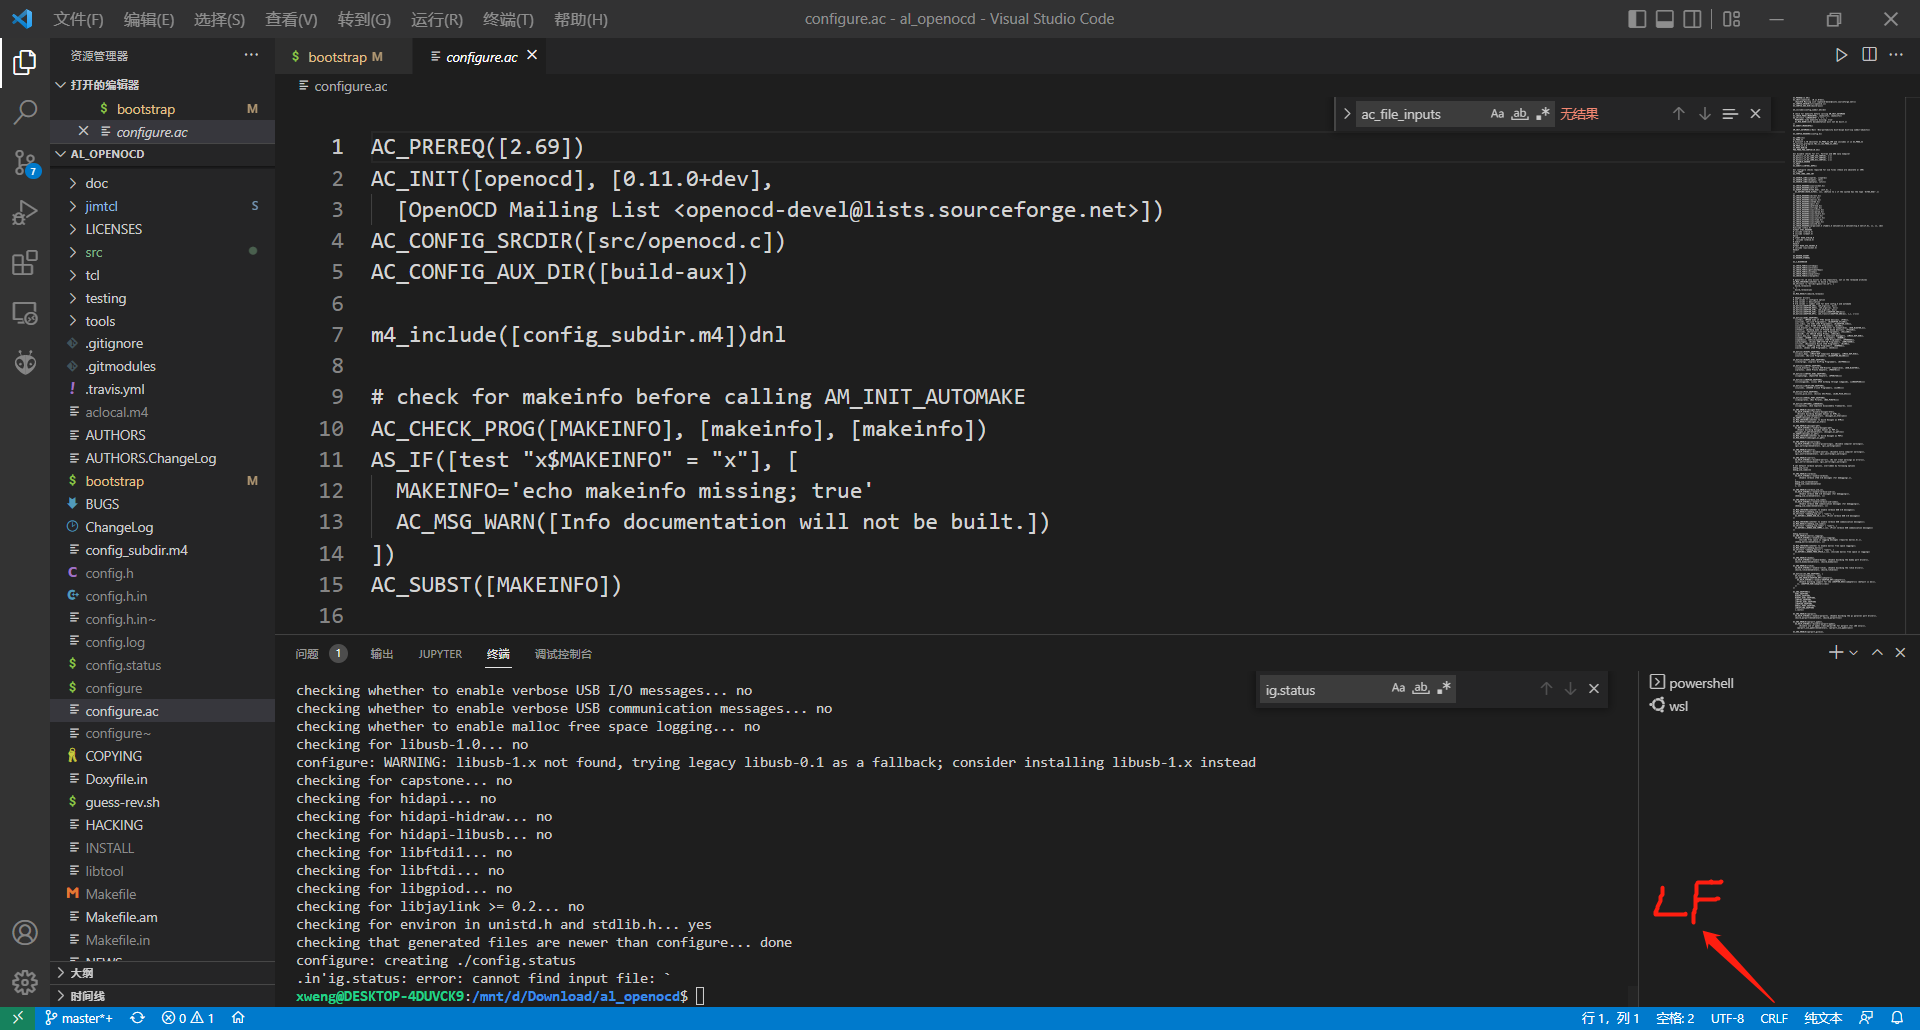 文件(F) 编辑(E) 选择(S) 查看(V) 转到(G) 运行(R) 终端(T) 帮助(H)
configure.ac - al_openocd - Visual Studio Code
资源管理器
打开的编辑器
$ bootstrap M
configure.ac
AL_OPENOCD
doc
jimtcl S
LICENSES
src
tcl
testing
tools
.gitignore
.gitmodules
! .travis.yml
aclocal.m4
AUTHORS
AUTHORS.ChangeLog
$ bootstrap M
BUGS
ChangeLog
config_subdir.m4
C config.h
config.h.in
config.h.in~
config.log
$ config.status
$ configure
configure.ac
configure~
COPYING
Doxyfile.in
$ guess-rev.sh
HACKING
INSTALL
libtool
M Makefile
Makefile.am
Makefile.in
NEWS
大纲
时间线
7
$ bootstrap M
configure.ac
configure.ac
ac_file_inputs Aa ab .* 无结果
1 AC_PREREQ([2.69])
2 AC_INIT([openocd], [0.11.0+dev],
3 [OpenOCD Mailing List <openocd-devel@lists.sourceforge.net>])
4 AC_CONFIG_SRCDIR([src/openocd.c])
5 AC_CONFIG_AUX_DIR([build-aux])
6
7 m4_include([config_subdir.m4])dnl
8
9 # check for makeinfo before calling AM_INIT_AUTOMAKE
10 AC_CHECK_PROG([MAKEINFO], [makeinfo], [makeinfo])
11 AS_IF([test "x$MAKEINFO" = "x"], [
12 MAKEINFO='echo makeinfo missing; true'
13 AC_MSG_WARN([Info documentation will not be built.])
14 ])
15 AC_SUBST([MAKEINFO])
16
问题 1 输出 JUPYTER 终端 调试控制台
ig.status Aa ab .*
powershell
wsl
checking whether to enable verbose USB I/O messages... no
checking whether to enable verbose USB communication messages... no
checking whether to enable malloc free space logging... no
checking for libusb-1.0... no
configure: WARNING: libusb-1.x not found, trying legacy libusb-0.1 as a fallback; consider installing libusb-1.x instead
checking for capstone... no
checking for hidapi... no
checking for hidapi-hidraw... no
checking for hidapi-libusb... no
checking for libftdi1... no
checking for libftdi... no
checking for libgpiod... no
checking for libjaylink >= 0.2... no
checking for environ in unistd.h and stdlib.h... yes
checking that generated files are newer than configure... done
configure: creating ./config.status
.in'ig.status: error: cannot find input file: `
xweng@DESKTOP-4DUVCK9:/mnt/d/Download/al_openocd$
LF
master*+ 0 1
行 1，列 1 空格: 2 UTF-8 CRLF 纯文本